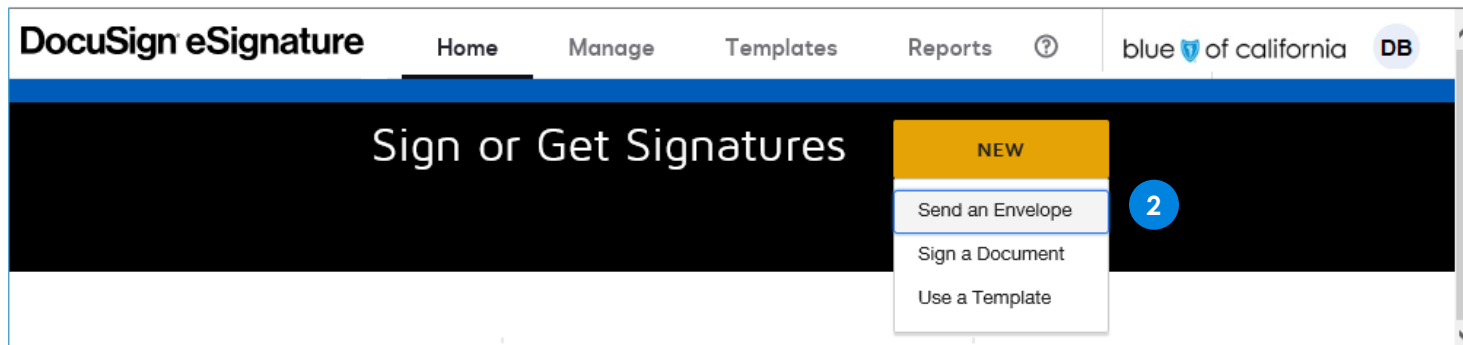 DocuSign eSignature Home Manage Templates Reports ? blue of california DB
Sign or Get Signatures NEW
Send an Envelope 2
Sign a Document
Use a Template